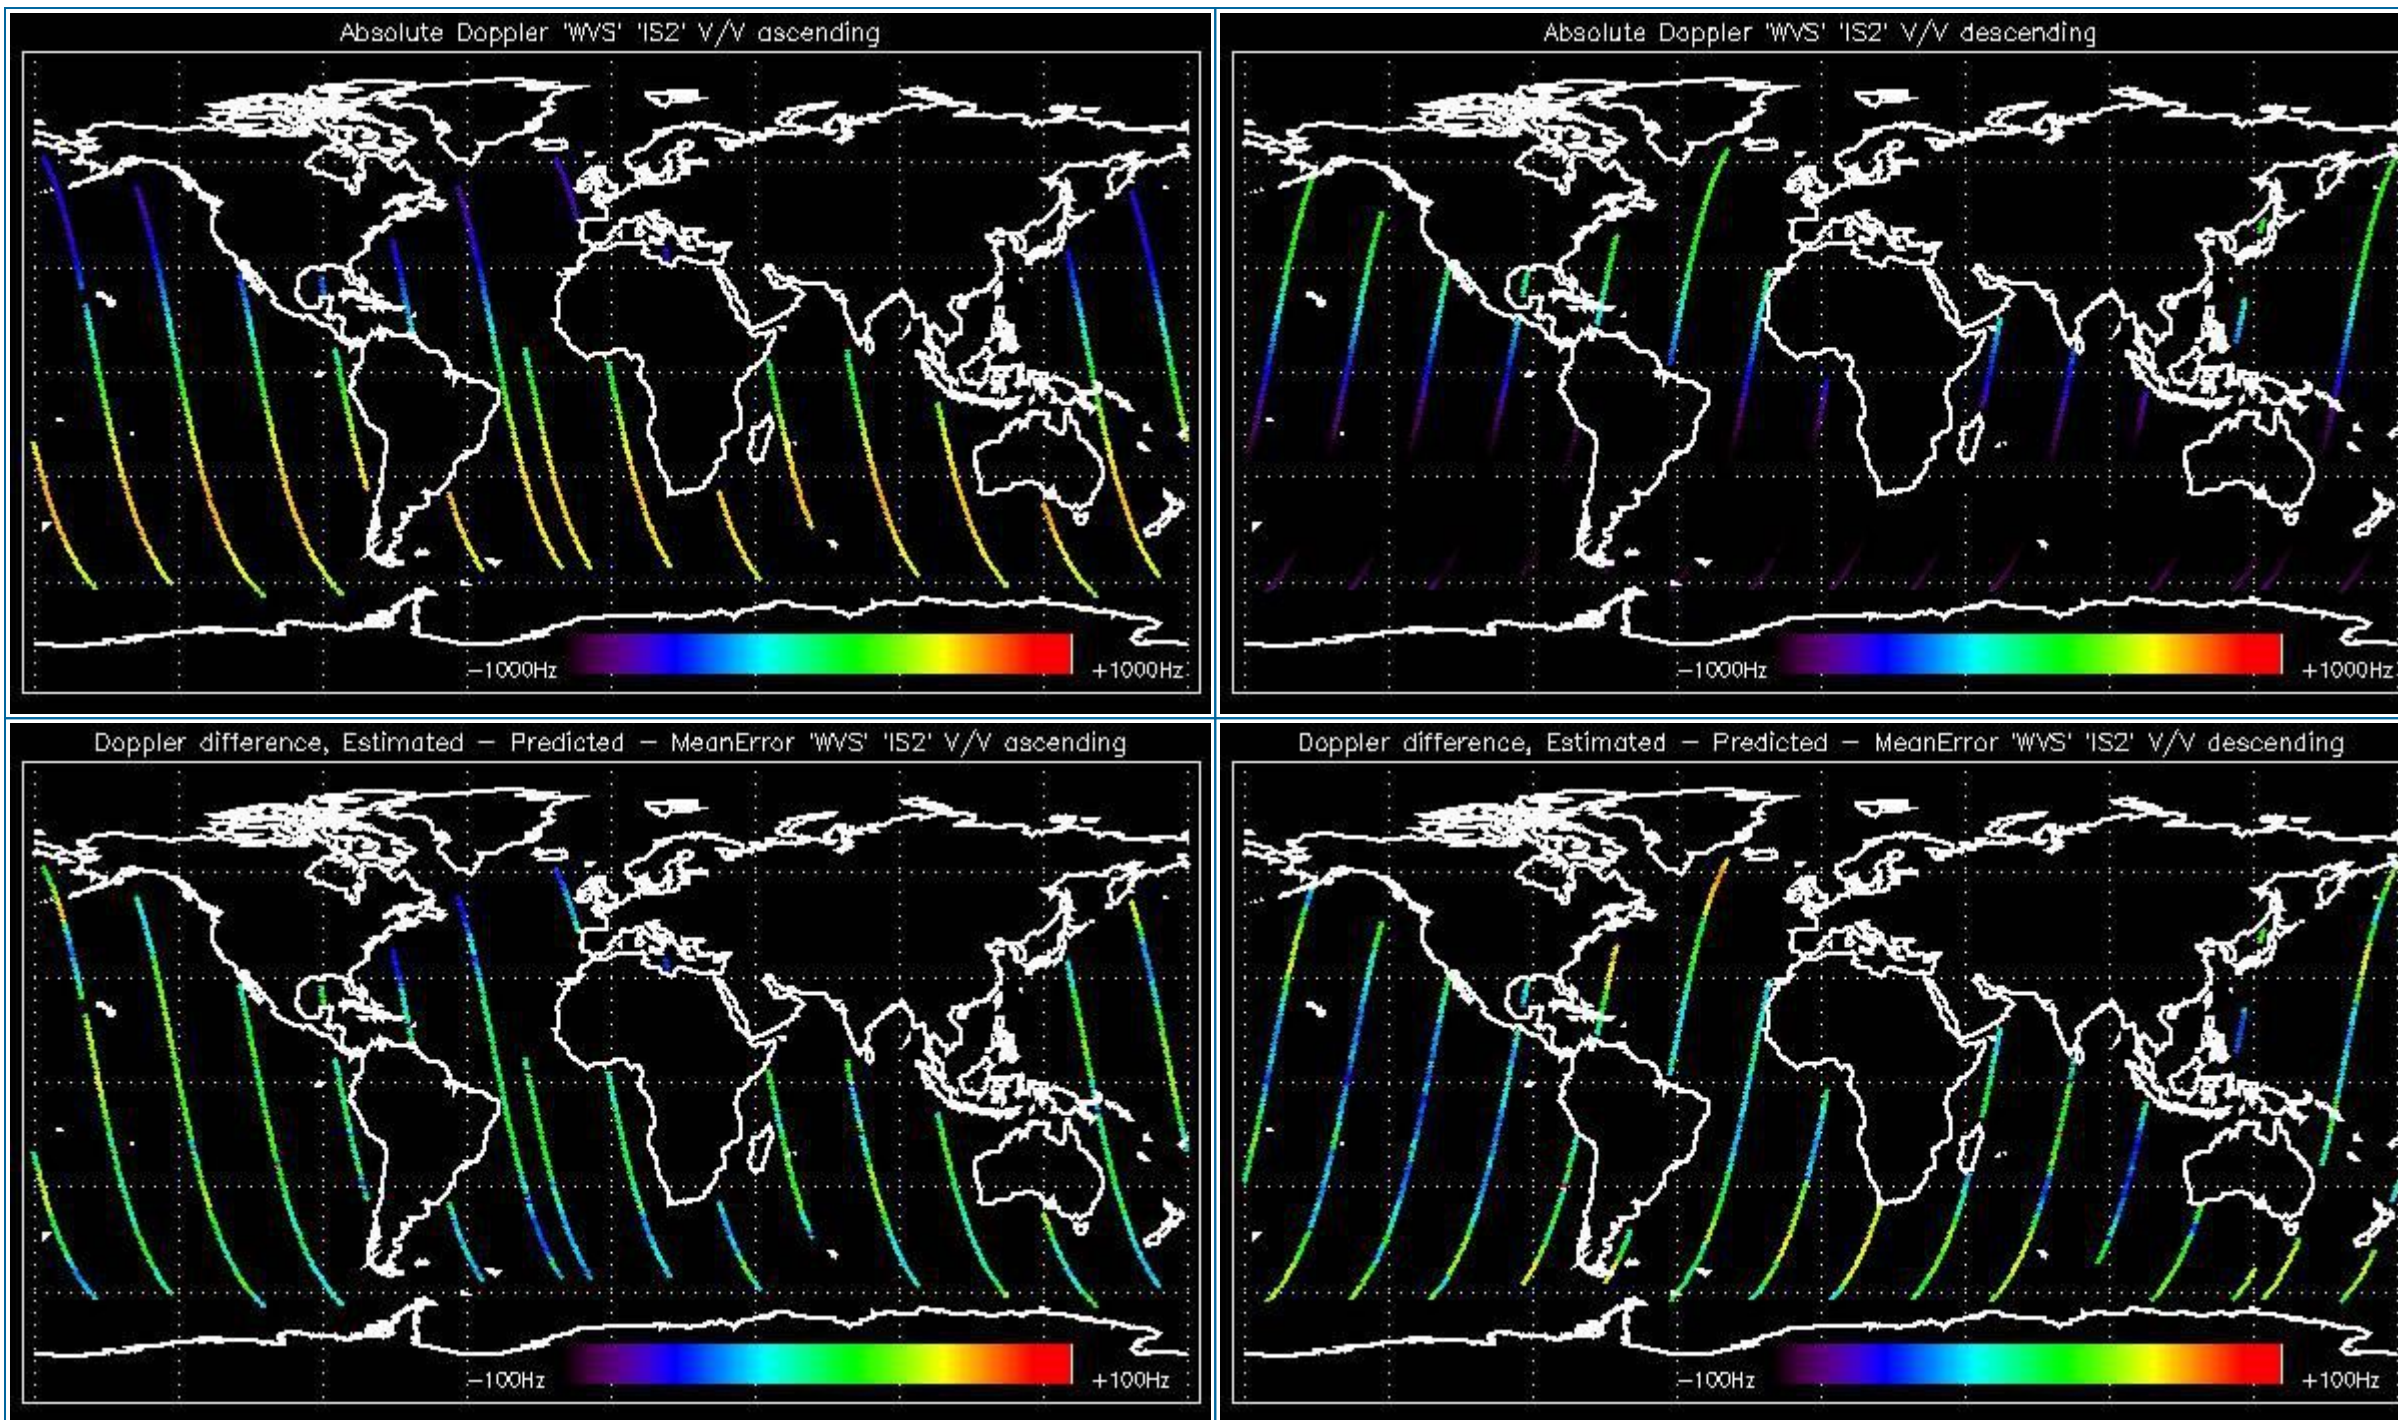 Absolute Doppler 'WVS' 'IS2' V/V ascending
-1000Hz
+1000Hz
Absolute Doppler 'WVS' 'IS2' V/V descending
-1000Hz
+1000Hz
Doppler difference, Estimated - Predicted - MeanError 'WVS' 'IS2' V/V ascending
-100Hz
+100Hz
Doppler difference, Estimated - Predicted - MeanError 'WVS' 'IS2' V/V descending
-100Hz
+100Hz